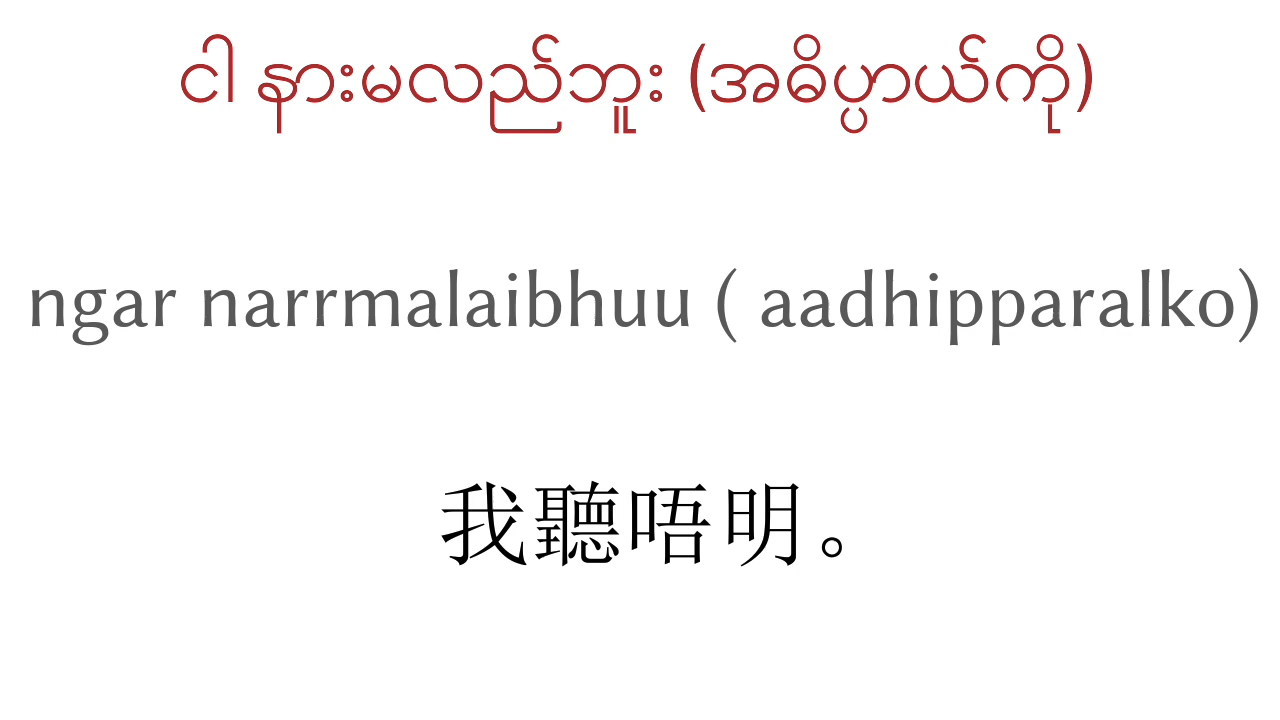 ငါ နားမလည်ဘူး (အဓိပ္ပာယ်ကို)
ngar narrmalaibhuu ( aadhipparalko)
我聽唔明。